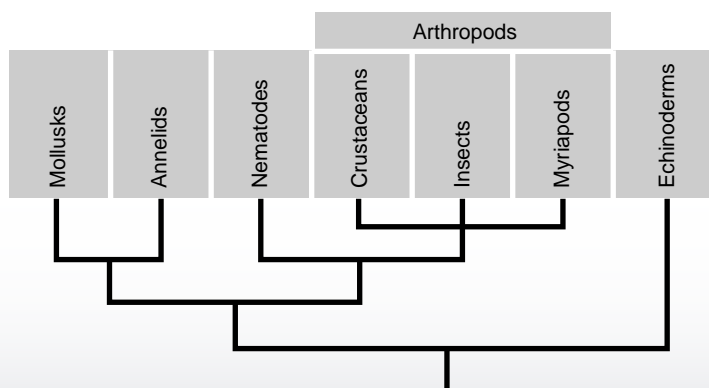 Arthropods
Mollusks
Annelids
Nematodes
Crustaceans
Insects
Myriapods
Echinoderms